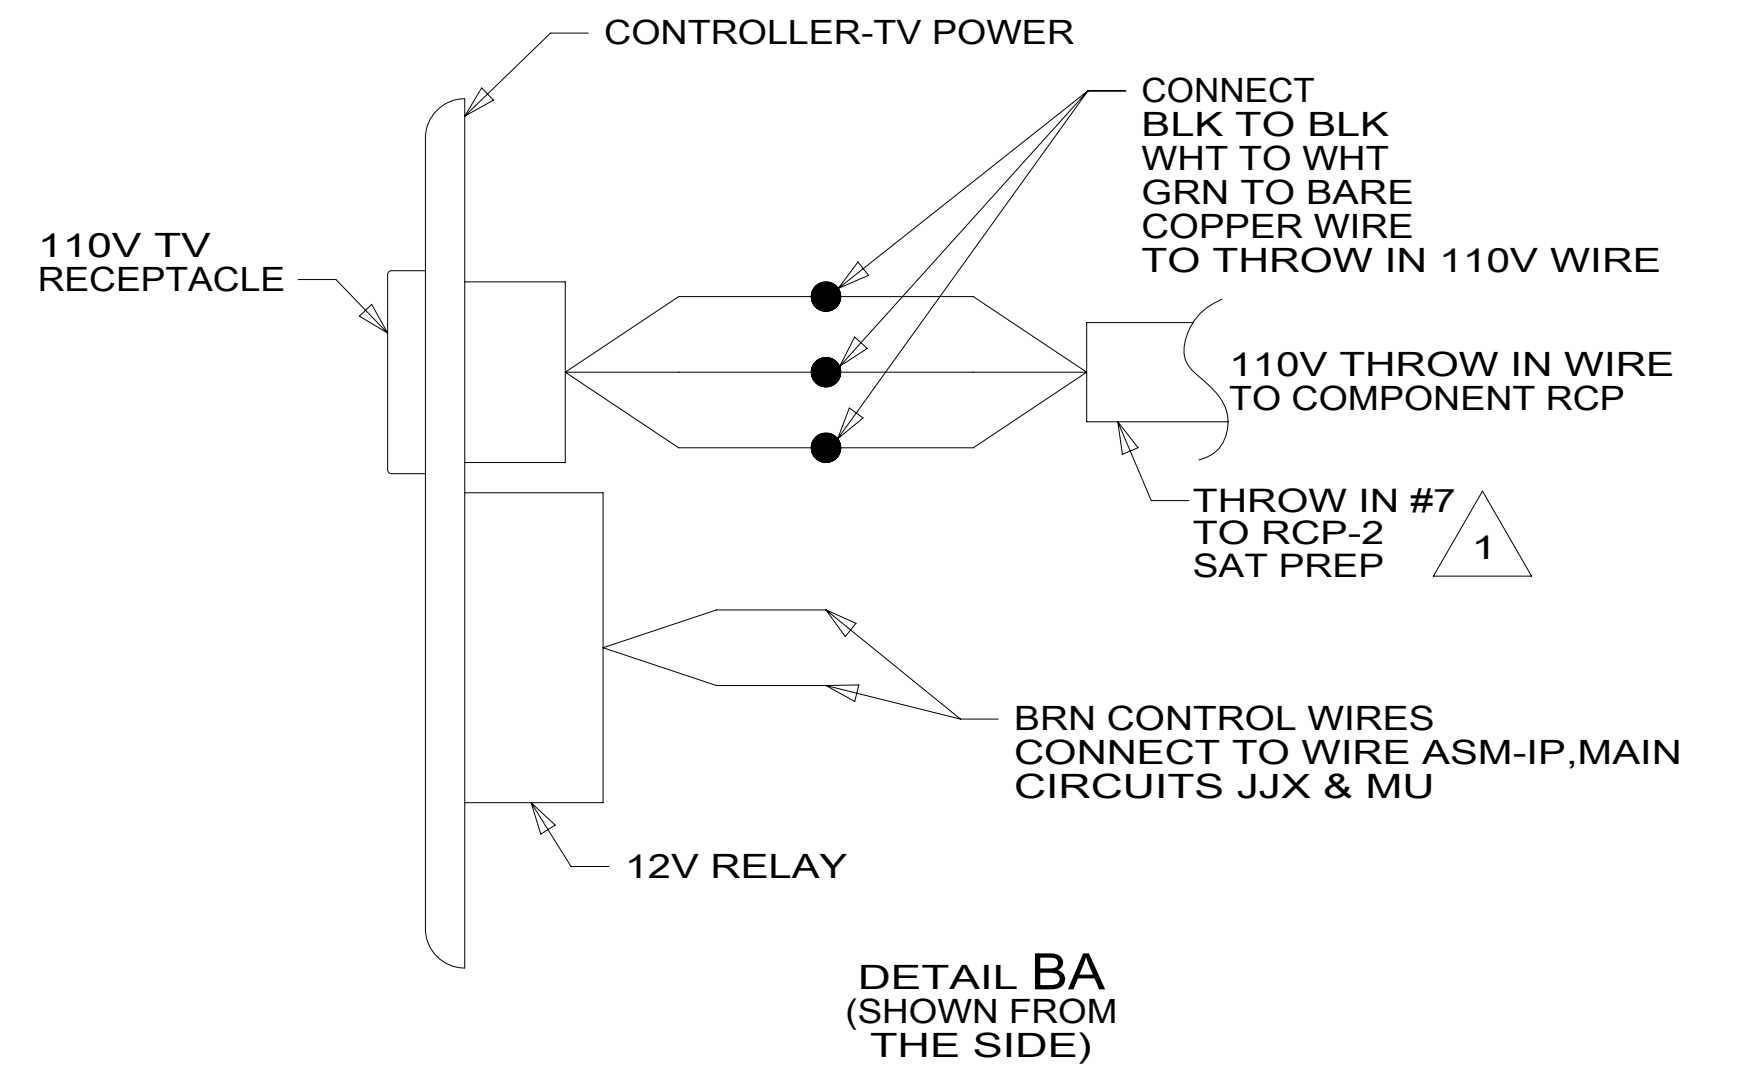 CONTROLLER-TV POWER
CONNECT
BLK TO BLK
WHT TO WHT
GRN TO BARE
COPPER WIRE
TO THROW IN 110V WIRE
110V TV
RECEPTACLE
110V THROW IN WIRE
TO COMPONENT RCP
THROW IN #7
TO RCP-2
SAT PREP
1
BRN CONTROL WIRES
CONNECT TO WIRE ASM-IP,MAIN
CIRCUITS JJX & MU
12V RELAY
DETAIL BA
(SHOWN FROM
THE SIDE)